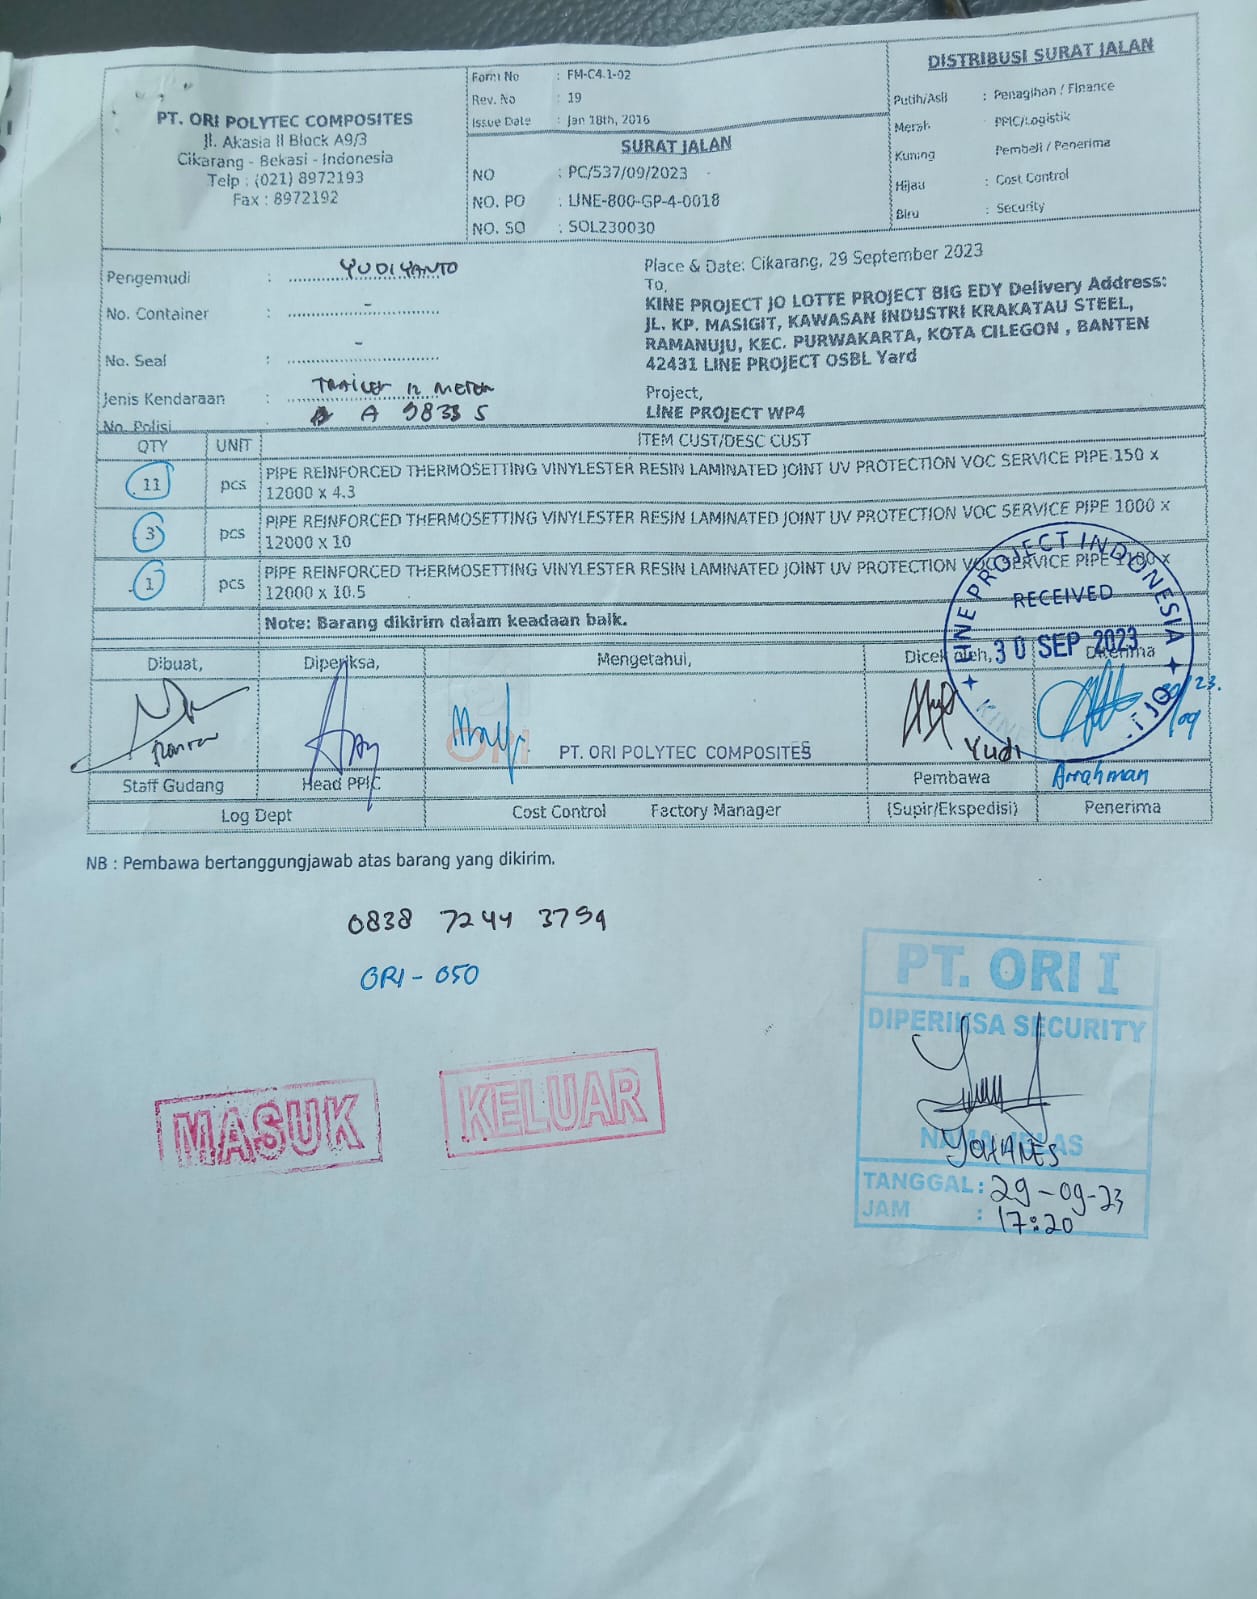 PT. ORI POLYTEC COMPOSITES
Jl. Akasia II Block A9/3
Cikarang - Bekasi - Indonesia
Telp : (021) 8972193
Fax : 8972192
Form No : FM-C4.1-02
Rev. No : 19
Issue Date : Jan 18th, 2016
SURAT JALAN
NO : PC/537/09/2023
NO. PO : LINE-800-GP-4-0018
NO. SO : SOL230030
DISTRIBUSI SURAT JALAN
Putih/Asli : Penagihan / Finance
Merah PPIC/Logistik
Kuning Pembeli / Penerima
Hijau : Cost Control
Biru : Security
Pengemudi : YUDIYANTO
No. Container : -
No. Seal : -
Jenis Kendaraan : TRAILER 12 METER
No. Polisi A 9833 S
Place & Date: Cikarang, 29 September 2023
To,
KINE PROJECT JO LOTTE PROJECT BIG EDY Delivery Address:
JL. KP. MASIGIT, KAWASAN INDUSTRI KRAKATAU STEEL,
RAMANUJU, KEC. PURWAKARTA, KOTA CILEGON , BANTEN
42431 LINE PROJECT OSBL Yard
Project,
LINE PROJECT WP4
QTY UNIT ITEM CUST/DESC CUST
11 pcs PIPE REINFORCED THERMOSETTING VINYLESTER RESIN LAMINATED JOINT UV PROTECTION VOC SERVICE PIPE 150 x
12000 x 4.3
3 pcs PIPE REINFORCED THERMOSETTING VINYLESTER RESIN LAMINATED JOINT UV PROTECTION VOC SERVICE PIPE 1000 x
12000 x 10
1 pcs PIPE REINFORCED THERMOSETTING VINYLESTER RESIN LAMINATED JOINT UV PROTECTION VOC SERVICE PIPE 1100 x
12000 x 10.5
Note: Barang dikirim dalam keadaan baik.
KINE PROJECT INDONESIA
RECEIVED
30 SEP 2023
Dibuat, Diperiksa, Mengetahui, Dicek oleh, Diterima
ORI PT. ORI POLYTEC COMPOSITES
Yudi
Arrahman
Staff Gudang Head PPIC Pembawa
Log Dept Cost Control Factory Manager (Supir/Ekspedisi) Penerima
NB : Pembawa bertanggungjawab atas barang yang dikirim.
0838 7244 3759
ORI - 050
MASUK
KELUAR
PT. ORI I
DIPERIKSA SECURITY
YOHANES
TANGGAL : 29-09-23
JAM : 17:20